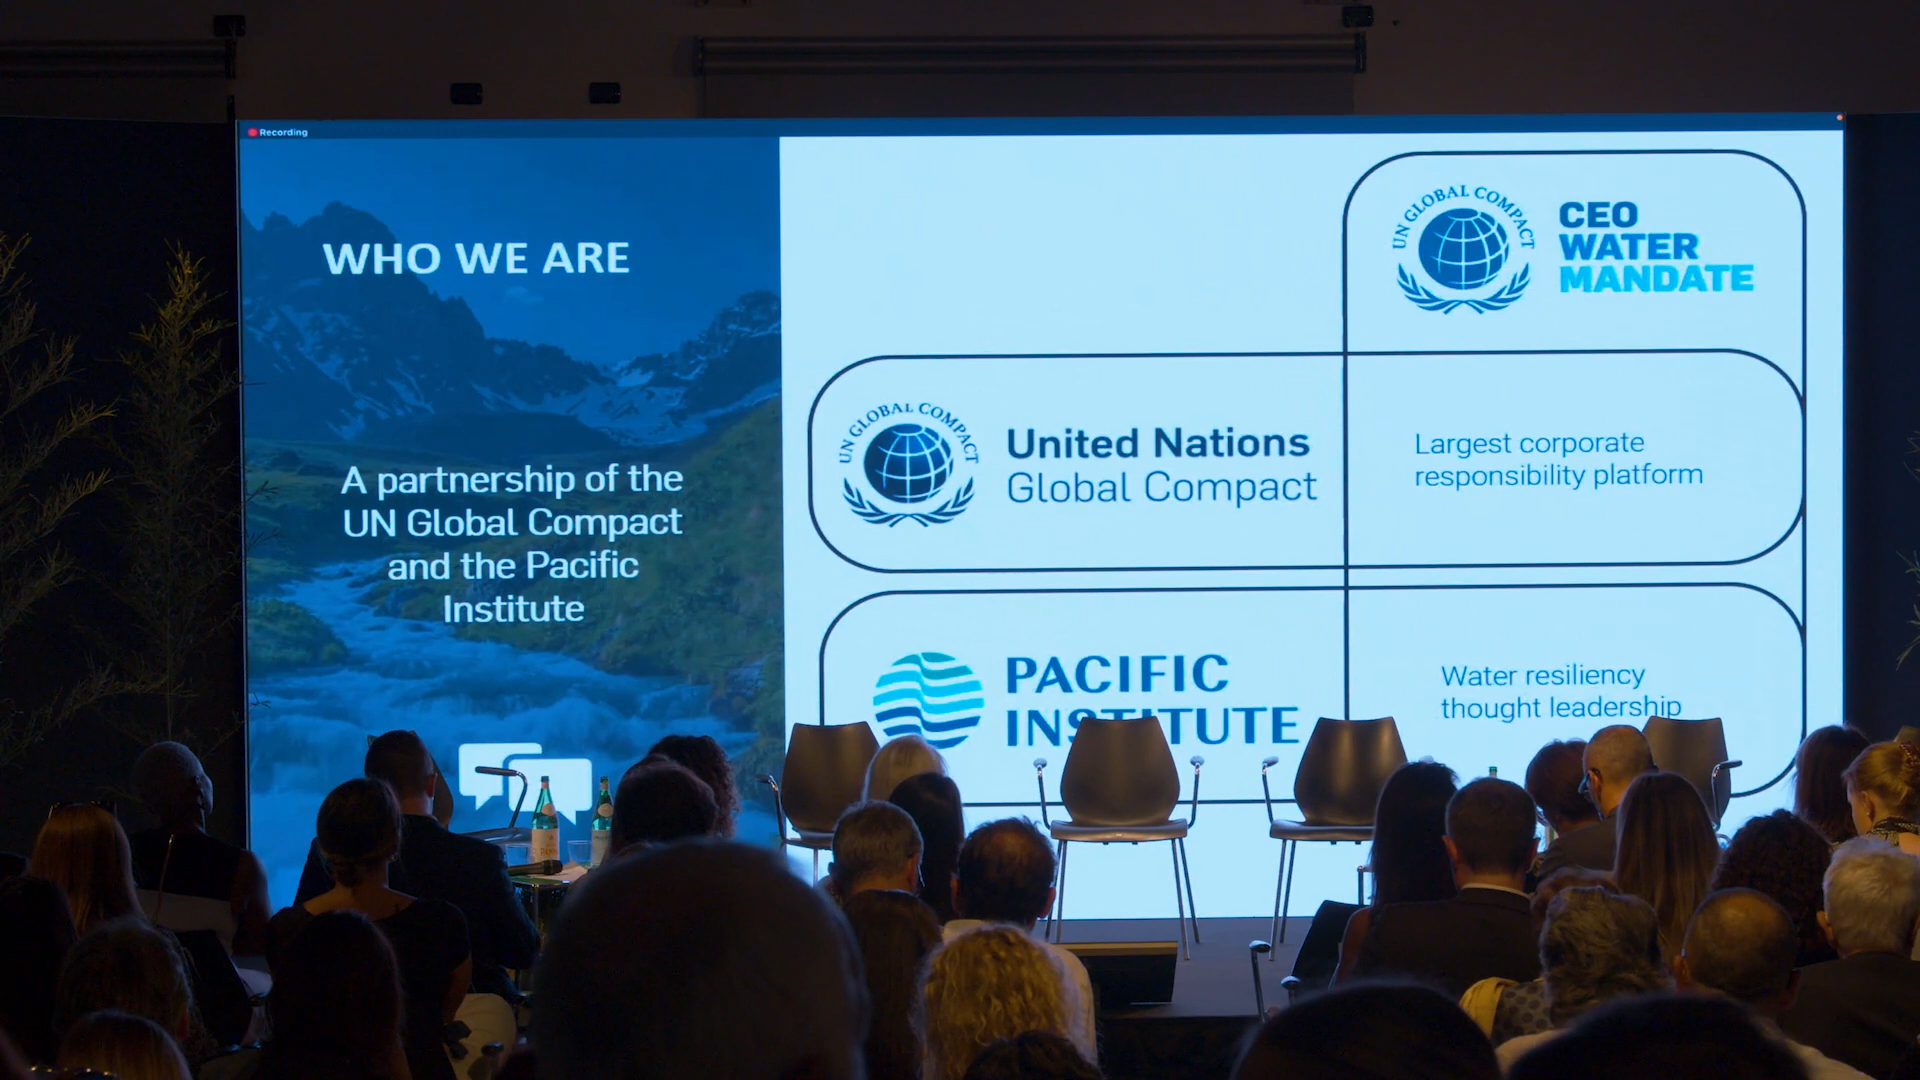 Recording
WHO WE ARE
A partnership of the
UN Global Compact
and the Pacific
Institute
UN GLOBAL COMPACT
CEO
WATER
MANDATE
UN GLOBAL COMPACT
United Nations
Global Compact
Largest corporate
responsibility platform
PACIFIC
INSTITUTE
Water resiliency
thought leadership